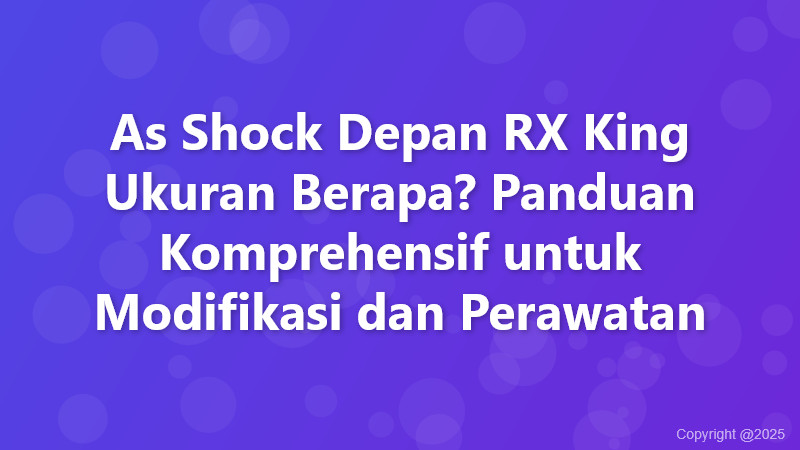 As Shock Depan RX King
Ukuran Berapa? Panduan
Komprehensif untuk
Modifikasi dan Perawatan
Copyright @2025